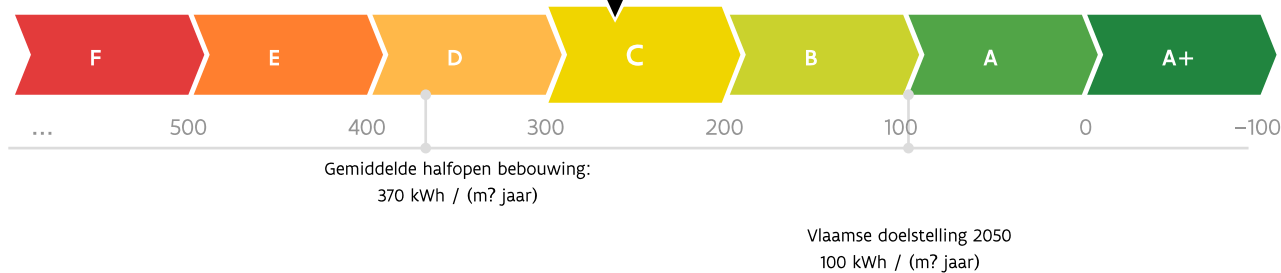 F E D C B A A+
... 500 400 300 200 100 0 −100
Gemiddelde halfopen bebouwing:
370 kWh / (m? jaar)
Vlaamse doelstelling 2050
100 kWh / (m? jaar)